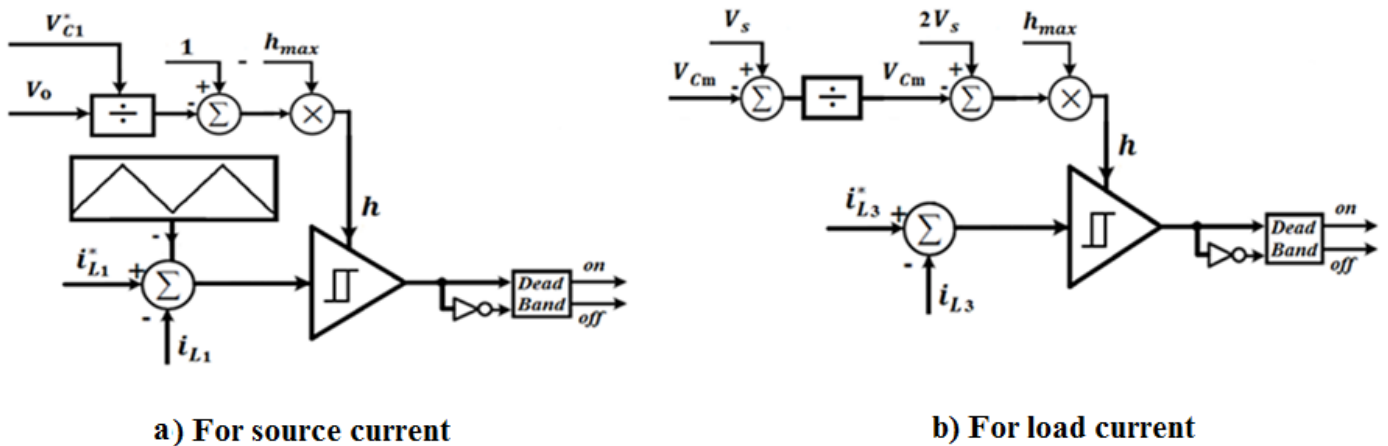 V*C1
1
- hmax
Vo
÷
+
-
Σ
×
h
-
i*L1
+
Σ
-
iL1
Dead
Band
on
off
a) For source current
Vs
2Vs
hmax
VCm
+
-
Σ
÷
VCm
+
-
Σ
×
h
i*L3
+
Σ
-
iL3
Dead
Band
on
off
b) For load current